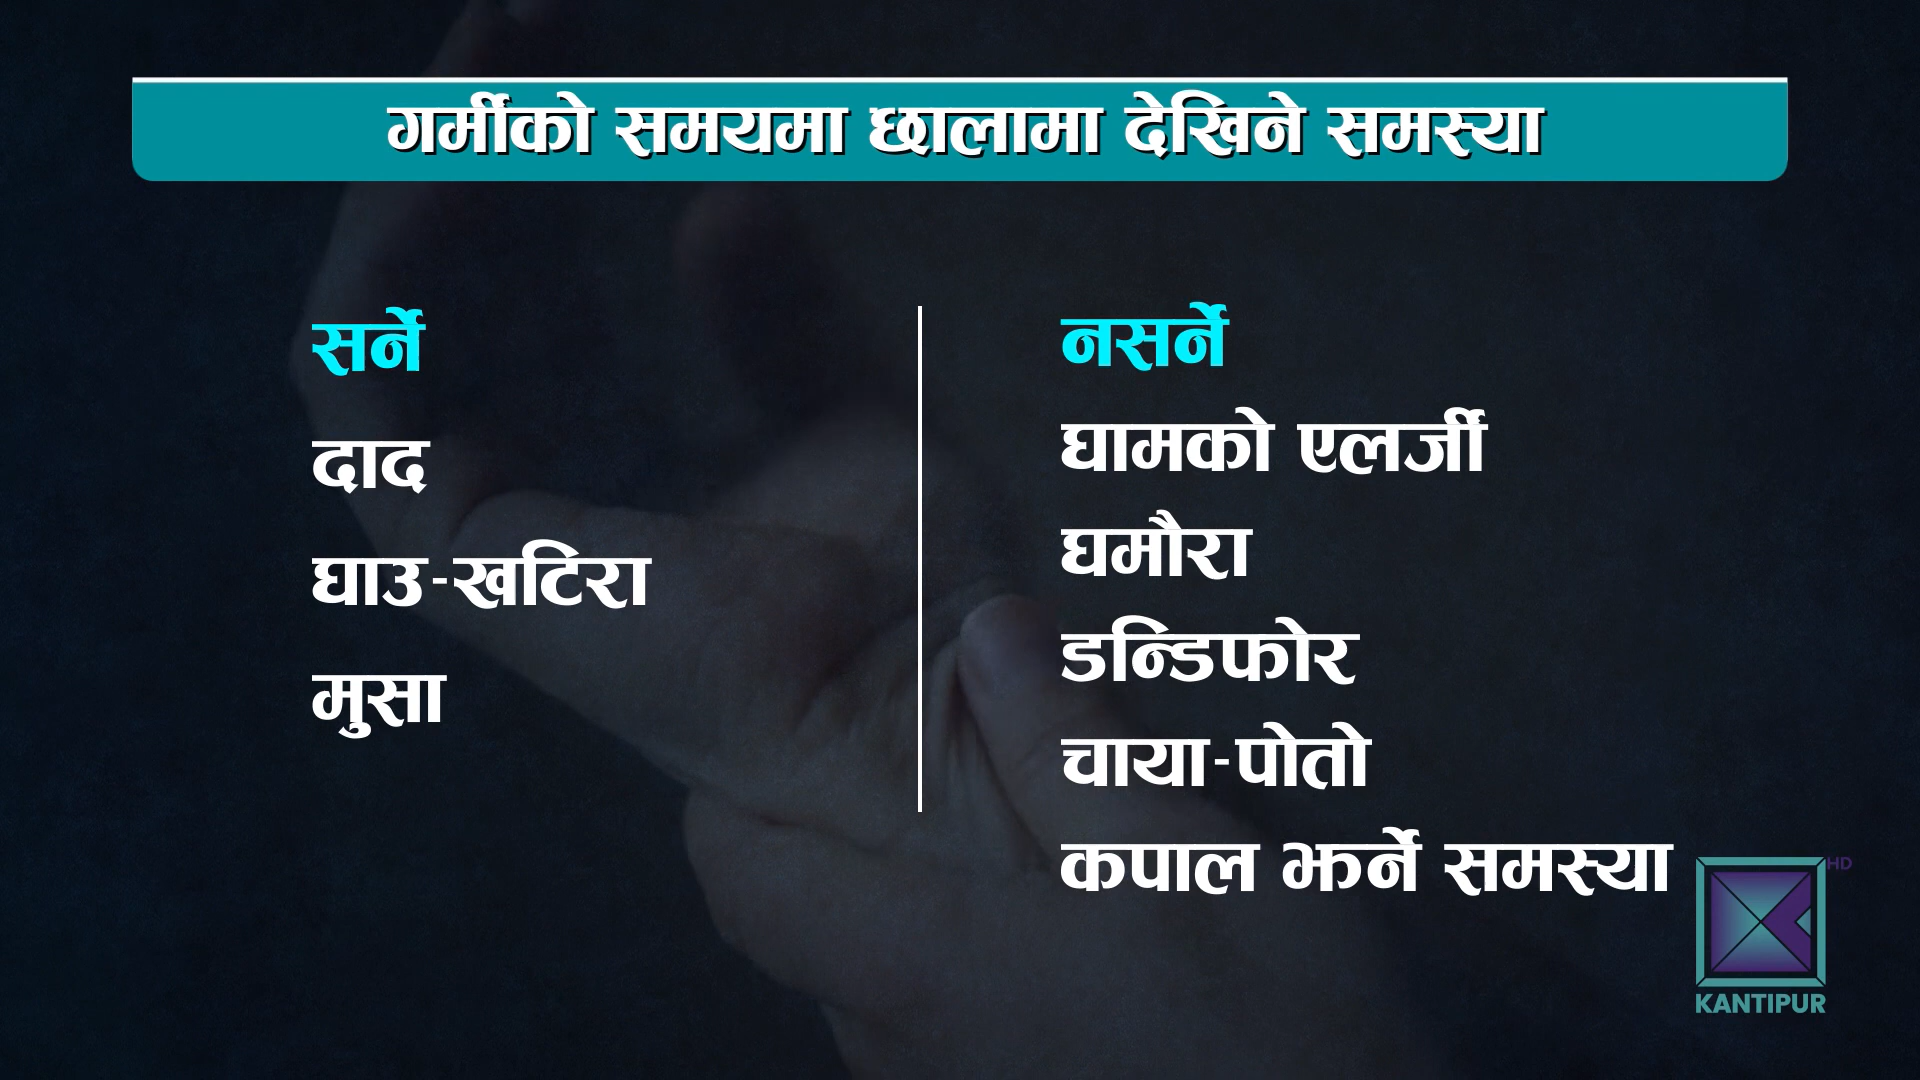 गर्मीको समयमा छालामा देखिने समस्या
सर्ने
दाद
घाउ-खटिरा
मुसा
नसर्ने
घामको एलर्जी
घमौरा
डन्डिफोर
चाया-पोतो
कपाल झर्ने समस्या
HD
KANTIPUR